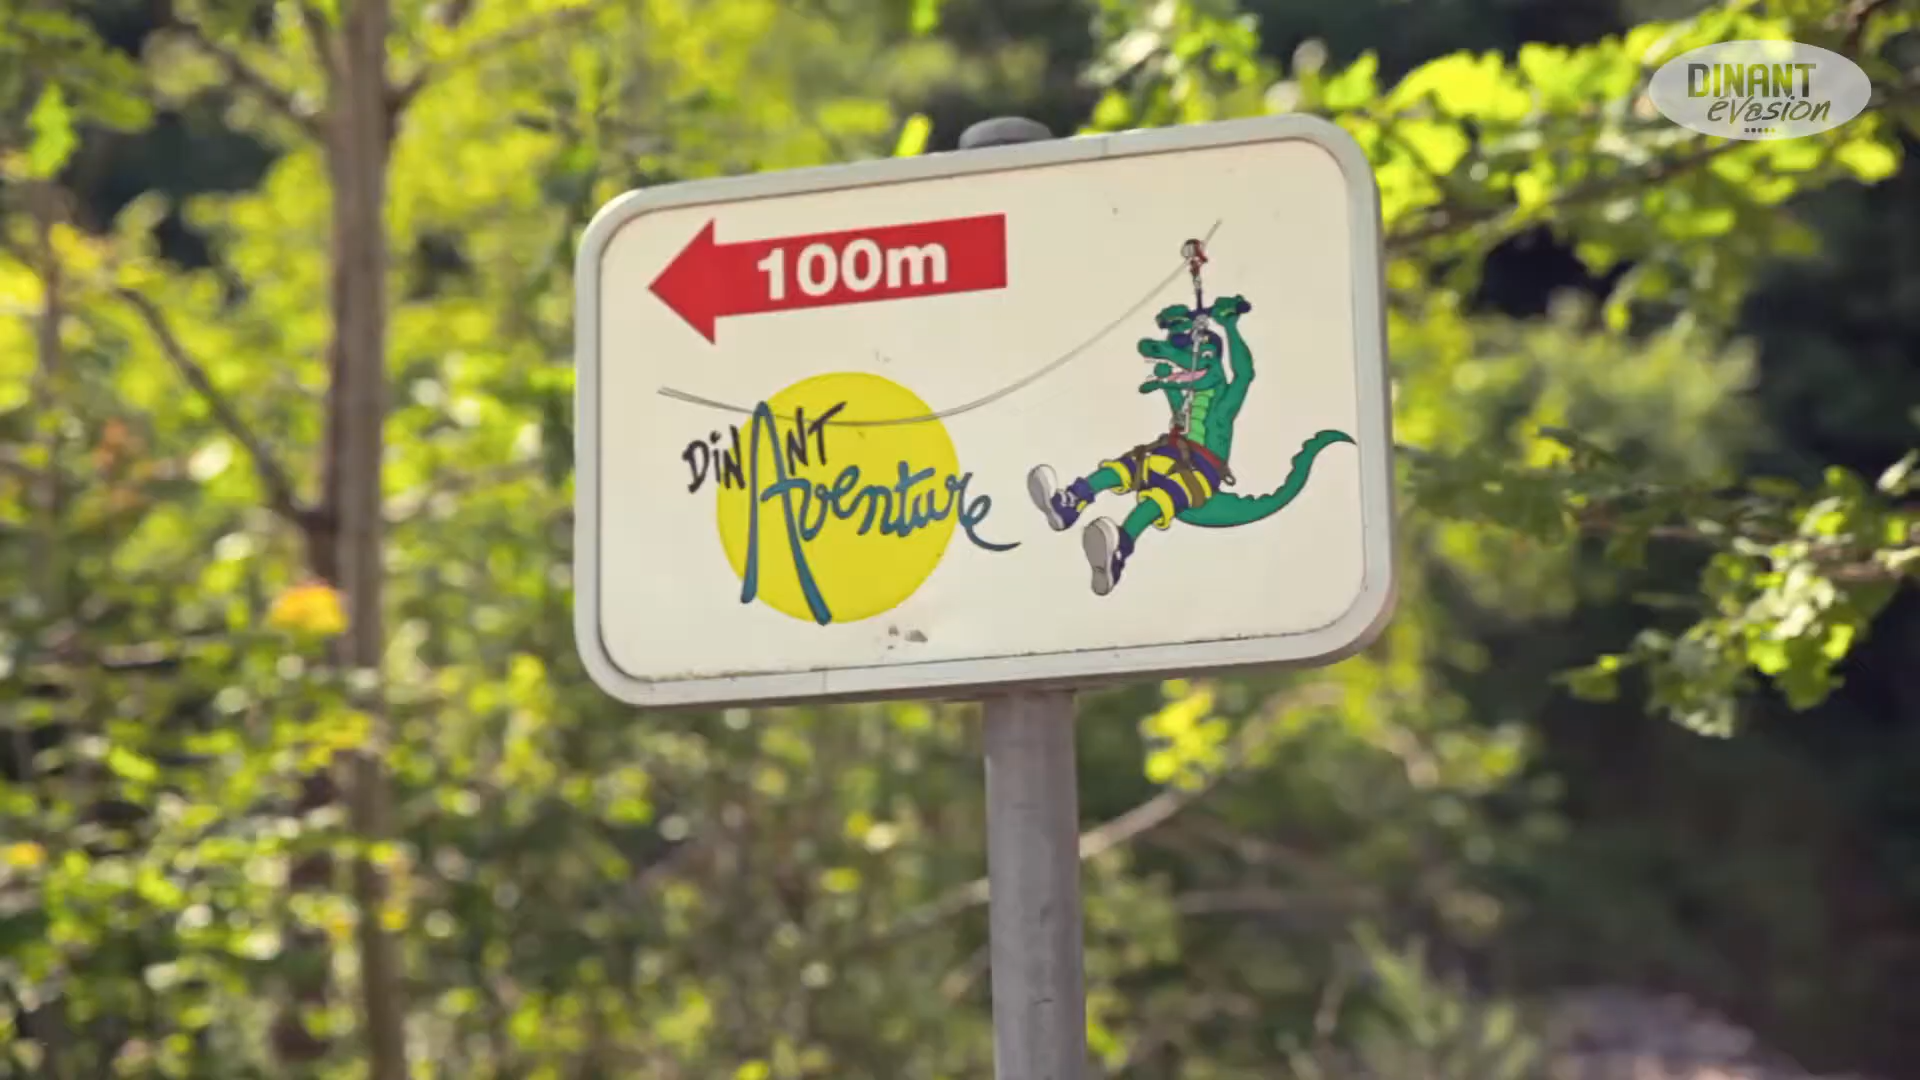 DINANT
evasion
100m
DINANT
Aventure